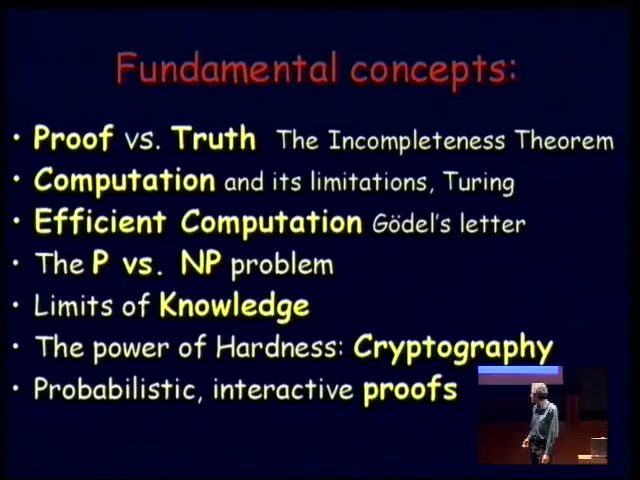 Fundamental concepts:
• Proof vs. Truth The Incompleteness Theorem
• Computation and its limitations, Turing
• Efficient Computation Gödel's letter
• The P vs. NP problem
• Limits of Knowledge
• The power of Hardness: Cryptography
• Probabilistic, interactive proofs